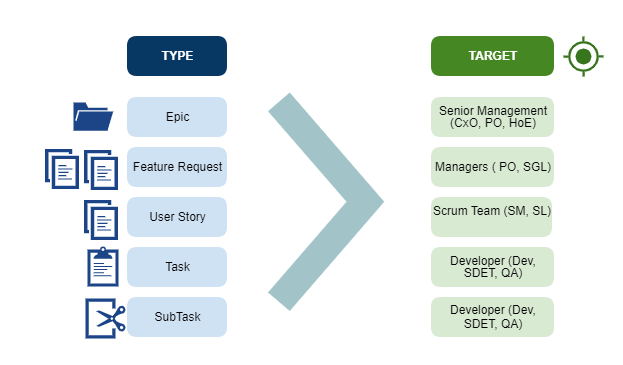 TYPE
TARGET
Epic
Senior Management
(CxO, PO, HoE)
Feature Request
Managers ( PO, SGL)
User Story
Scrum Team (SM, SL)
Task
Developer (Dev,
SDET, QA)
SubTask
Developer (Dev,
SDET, QA)